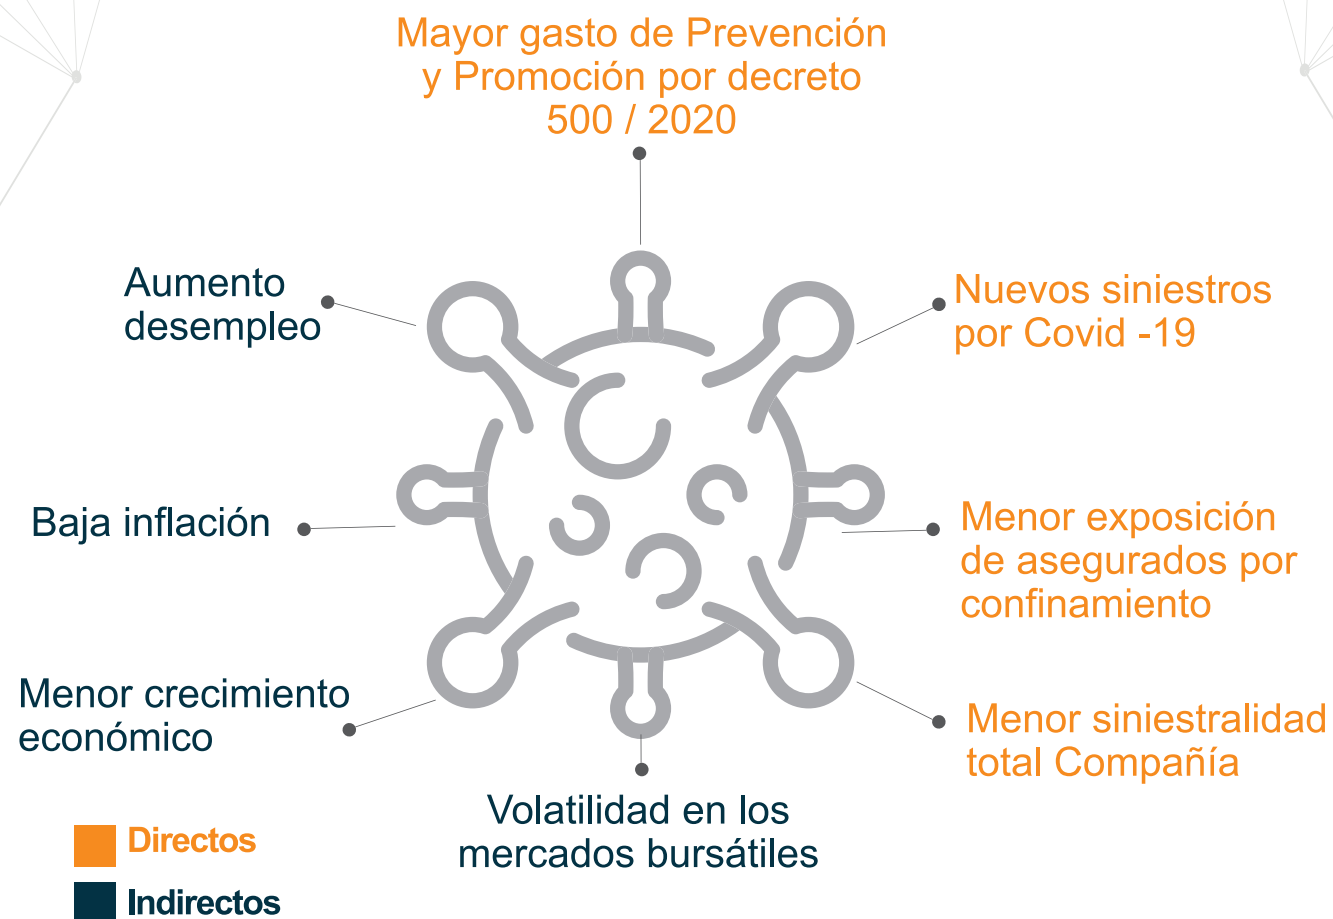 Mayor gasto de Prevención
y Promoción por decreto
500 / 2020
Aumento
desempleo
Nuevos siniestros
por Covid -19
Baja inflación
Menor exposición
de asegurados por
confinamiento
Menor crecimiento
económico
Menor siniestralidad
total Compañía
Volatilidad en los
mercados bursátiles
Directos
Indirectos